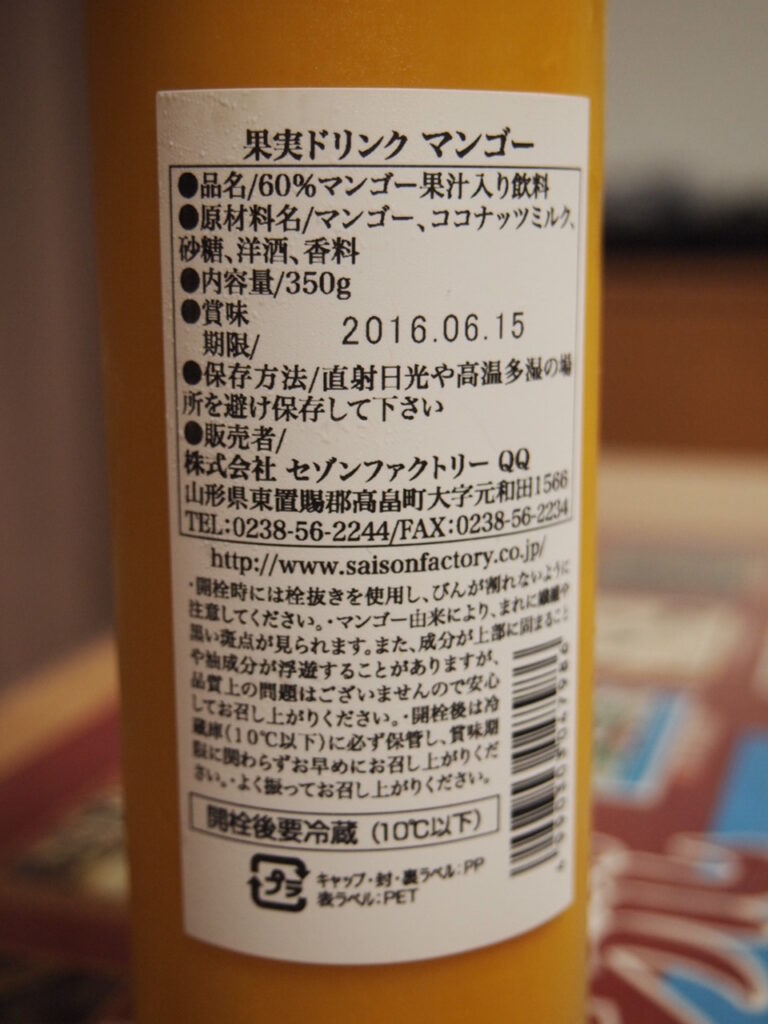 果実ドリンク マンゴー
●品名/60%マンゴー果汁入り飲料
●原材料名/マンゴー、ココナッツミルク、
砂糖、洋酒、香料
●内容量/350g
●賞味
期限/
2016.06.15
●保存方法/直射日光や高温多湿の場
所を避け保存して下さい
●販売者/
株式会社 セゾンファクトリー QQ
山形県東置賜郡高畠町大字元和田1566
TEL:0238-56-2244/FAX:0238-56-2234
http://www.saisonfactory.co.jp/
・開栓時には栓抜きを使用し、びんが割れないように
注意してください。・マンゴー由来により、まれに繊維や
黒い斑点が見られます。また、成分が上部に固まること
や油成分が浮遊することがありますが、
品質上の問題はございませんので安心
してお召し上がりください。・開栓後は冷
蔵庫(10℃以下)に必ず保管し、賞味期
限に関わらずお早めにお召し上がりくだ
さい。・よく振ってお召し上がりください。
開栓後要冷蔵 (10℃以下)
プラ
キャップ・封・裏ラベル:PP
表ラベル:PET